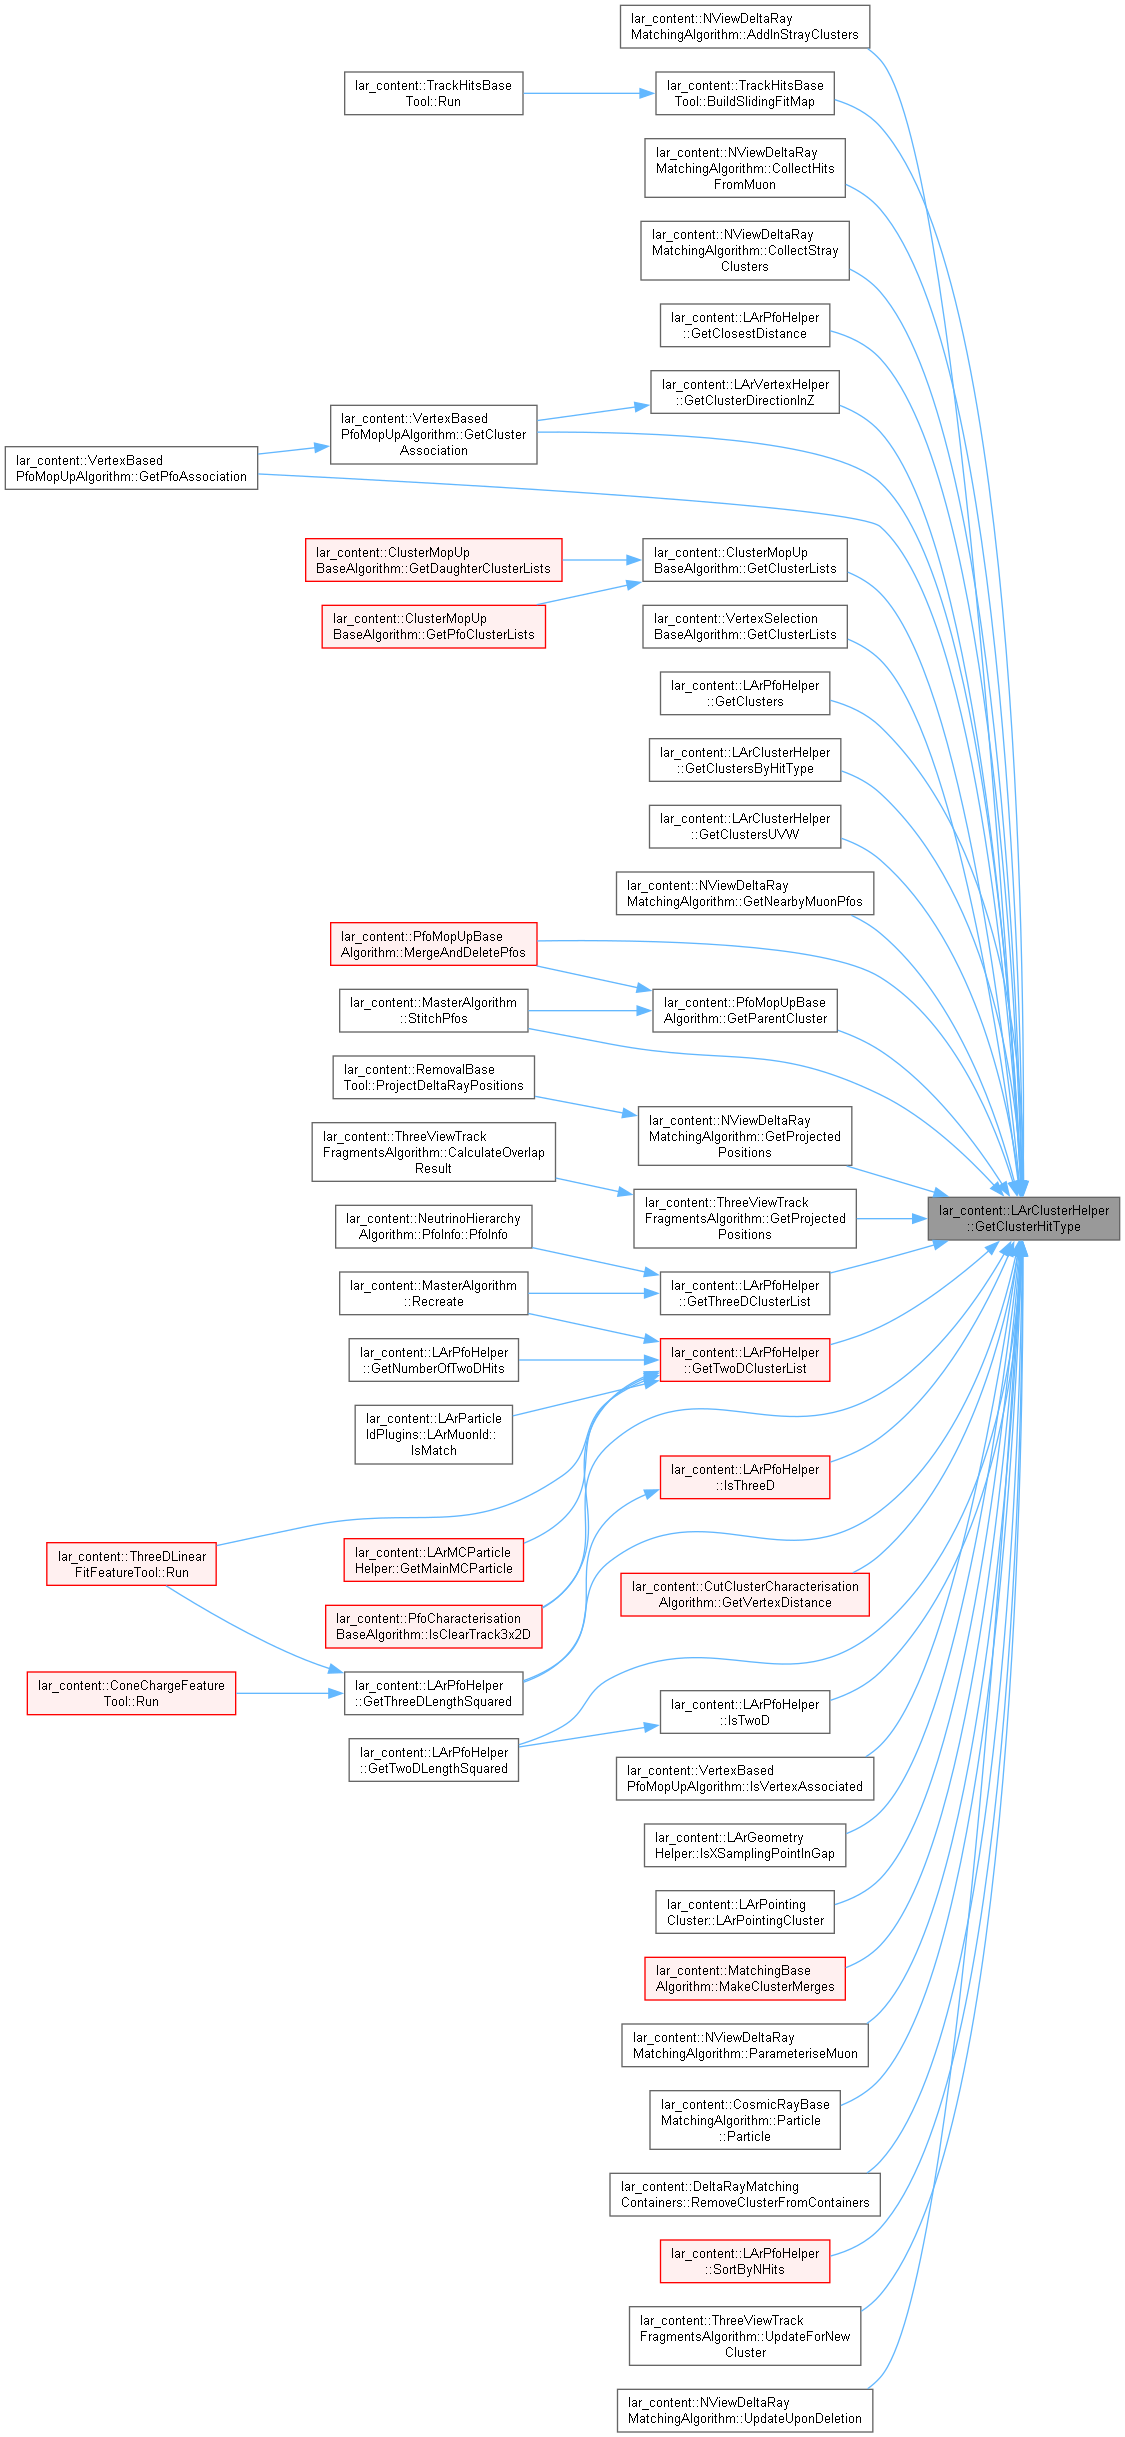 lar_content::NViewDeltaRay
MatchingAlgorithm::AddInStrayClusters
lar_content::TrackHitsBase
Tool::Run
lar_content::TrackHitsBase
Tool::BuildSlidingFitMap
lar_content::NViewDeltaRay
MatchingAlgorithm::CollectHits
FromMuon
lar_content::NViewDeltaRay
MatchingAlgorithm::CollectStray
Clusters
lar_content::LArPfoHelper
::GetClosestDistance
lar_content::LArVertexHelper
::GetClusterDirectionInZ
lar_content::VertexBased
PfoMopUpAlgorithm::GetCluster
Association
lar_content::VertexBased
PfoMopUpAlgorithm::GetPfoAssociation
lar_content::ClusterMopUp
BaseAlgorithm::GetDaughterClusterLists
lar_content::ClusterMopUp
BaseAlgorithm::GetClusterLists
lar_content::ClusterMopUp
BaseAlgorithm::GetPfoClusterLists
lar_content::VertexSelection
BaseAlgorithm::GetClusterLists
lar_content::LArPfoHelper
::GetClusters
lar_content::LArClusterHelper
::GetClustersByHitType
lar_content::LArClusterHelper
::GetClustersUVW
lar_content::NViewDeltaRay
MatchingAlgorithm::GetNearbyMuonPfos
lar_content::PfoMopUpBase
Algorithm::MergeAndDeletePfos
lar_content::MasterAlgorithm
::StitchPfos
lar_content::PfoMopUpBase
Algorithm::GetParentCluster
lar_content::RemovalBase
Tool::ProjectDeltaRayPositions
lar_content::NViewDeltaRay
MatchingAlgorithm::GetProjected
Positions
lar_content::ThreeViewTrack
FragmentsAlgorithm::CalculateOverlap
Result
lar_content::ThreeViewTrack
FragmentsAlgorithm::GetProjected
Positions
lar_content::LArClusterHelper
::GetClusterHitType
lar_content::NeutrinoHierarchy
Algorithm::PfoInfo::PfoInfo
lar_content::MasterAlgorithm
::Recreate
lar_content::LArPfoHelper
::GetThreeDClusterList
lar_content::LArPfoHelper
::GetNumberOfTwoDHits
lar_content::LArPfoHelper
::GetTwoDClusterList
lar_content::LArParticle
IdPlugins::LArMuonId::
IsMatch
lar_content::LArPfoHelper
::IsThreeD
lar_content::ThreeDLinear
FitFeatureTool::Run
lar_content::LArMCParticle
Helper::GetMainMCParticle
lar_content::CutClusterCharacterisation
Algorithm::GetVertexDistance
lar_content::PfoCharacterisation
BaseAlgorithm::IsClearTrack3x2D
lar_content::ConeChargeFeature
Tool::Run
lar_content::LArPfoHelper
::GetThreeDLengthSquared
lar_content::LArPfoHelper
::IsTwoD
lar_content::LArPfoHelper
::GetTwoDLengthSquared
lar_content::VertexBased
PfoMopUpAlgorithm::IsVertexAssociated
lar_content::LArGeometry
Helper::IsXSamplingPointInGap
lar_content::LArPointing
Cluster::LArPointingCluster
lar_content::MatchingBase
Algorithm::MakeClusterMerges
lar_content::NViewDeltaRay
MatchingAlgorithm::ParameteriseMuon
lar_content::CosmicRayBase
MatchingAlgorithm::Particle
::Particle
lar_content::DeltaRayMatching
Containers::RemoveClusterFromContainers
lar_content::LArPfoHelper
::SortByNHits
lar_content::ThreeViewTrack
FragmentsAlgorithm::UpdateForNew
Cluster
lar_content::NViewDeltaRay
MatchingAlgorithm::UpdateUponDeletion